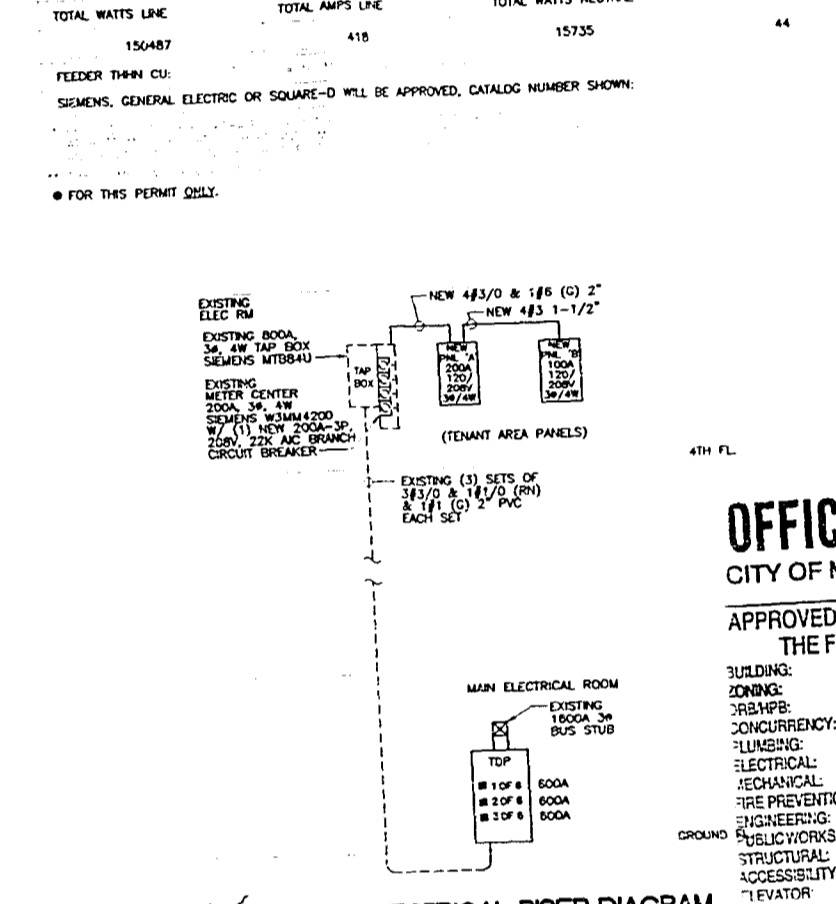 TOTAL WATTS LINE
TOTAL AMPS LINE
TOTAL WATTS
150487
418
15735
44
FEEDER THHN CU:
SIEMENS, GENERAL ELECTRIC OR SQUARE-D WILL BE APPROVED, CATALOG NUMBER SHOWN:
● FOR THIS PERMIT ONLY.
EXISTING
ELEC RM
EXISTING 800A,
3ø, 4W TAP BOX
SIEMENS MTB84U
EXISTING
METER CENTER
200A, 3ø, 4W
SIEMENS W3MM4200
W/ (1) NEW 200A-3P,
208V, 22K AIC BRANCH
CIRCUIT BREAKER
TAP
BOX
NEW 4#3/0 & 1#6 (G) 2"
NEW 4#3 1-1/2"
NEW
PNL 'A'
200A
120/
208V
3ø/4W
NEW
PNL 'B'
100A
120/
208V
3ø/4W
(TENANT AREA PANELS)
4TH FL.
EXISTING (3) SETS OF
3#3/0 & 1#1/0 (RN)
& 1#1 (G) 2" PVC
EACH SET
MAIN ELECTRICAL ROOM
EXISTING
1600A 3ø
BUS STUB
TDP
1 OF 6 600A
2 OF 6 600A
3 OF 6 600A
GROUND
RISER DIAGRAM
OFFIC
CITY OF
APPROVED
THE F
BUILDING:
ZONING:
DRB/HPB:
CONCURRENCY:
PLUMBING:
ELECTRICAL:
MECHANICAL:
FIRE PREVENTIO
ENGINEERING:
PUBLIC WORKS
STRUCTURAL:
ACCESSIBILITY
ELEVATOR: